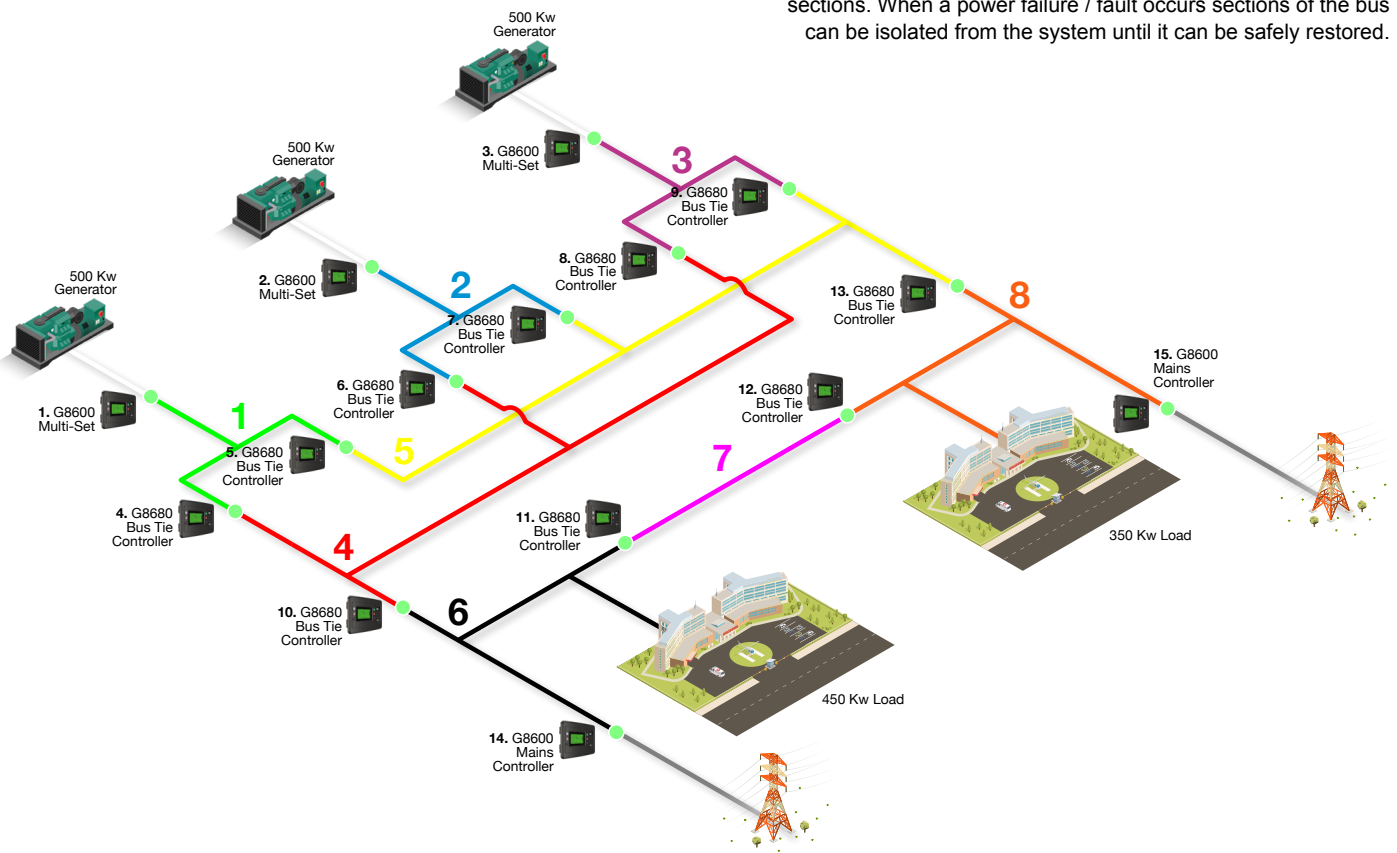 sections. When a power failure / fault occurs sections of the bus
can be isolated from the system until it can be safely restored.
500 Kw
Generator
3. G8600
Multi-Set
3
9. G8680
Bus Tie
Controller
500 Kw
Generator
2. G8600
Multi-Set
2
8. G8680
Bus Tie
Controller
7. G8680
Bus Tie
Controller
13. G8680
Bus Tie
Controller
8
500 Kw
Generator
1. G8600
Multi-Set
1
6. G8680
Bus Tie
Controller
15. G8600
Mains
Controller
12. G8680
Bus Tie
Controller
5. G8680
Bus Tie
Controller
5
7
4. G8680
Bus Tie
Controller
11. G8680
Bus Tie
Controller
350 Kw Load
4
10. G8680
Bus Tie
Controller
6
450 Kw Load
14. G8600
Mains
Controller